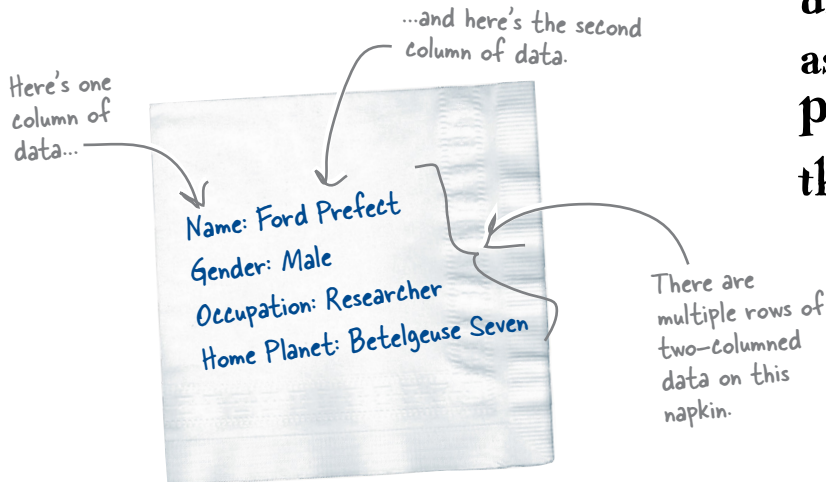 ...and here's the second
column of data.
Here's one
column of
data...
Name: Ford Prefect
Gender: Male
Occupation: Researcher
Home Planet: Betelgeuse Seven
There are
multiple rows of
two-columned
data on this
napkin.